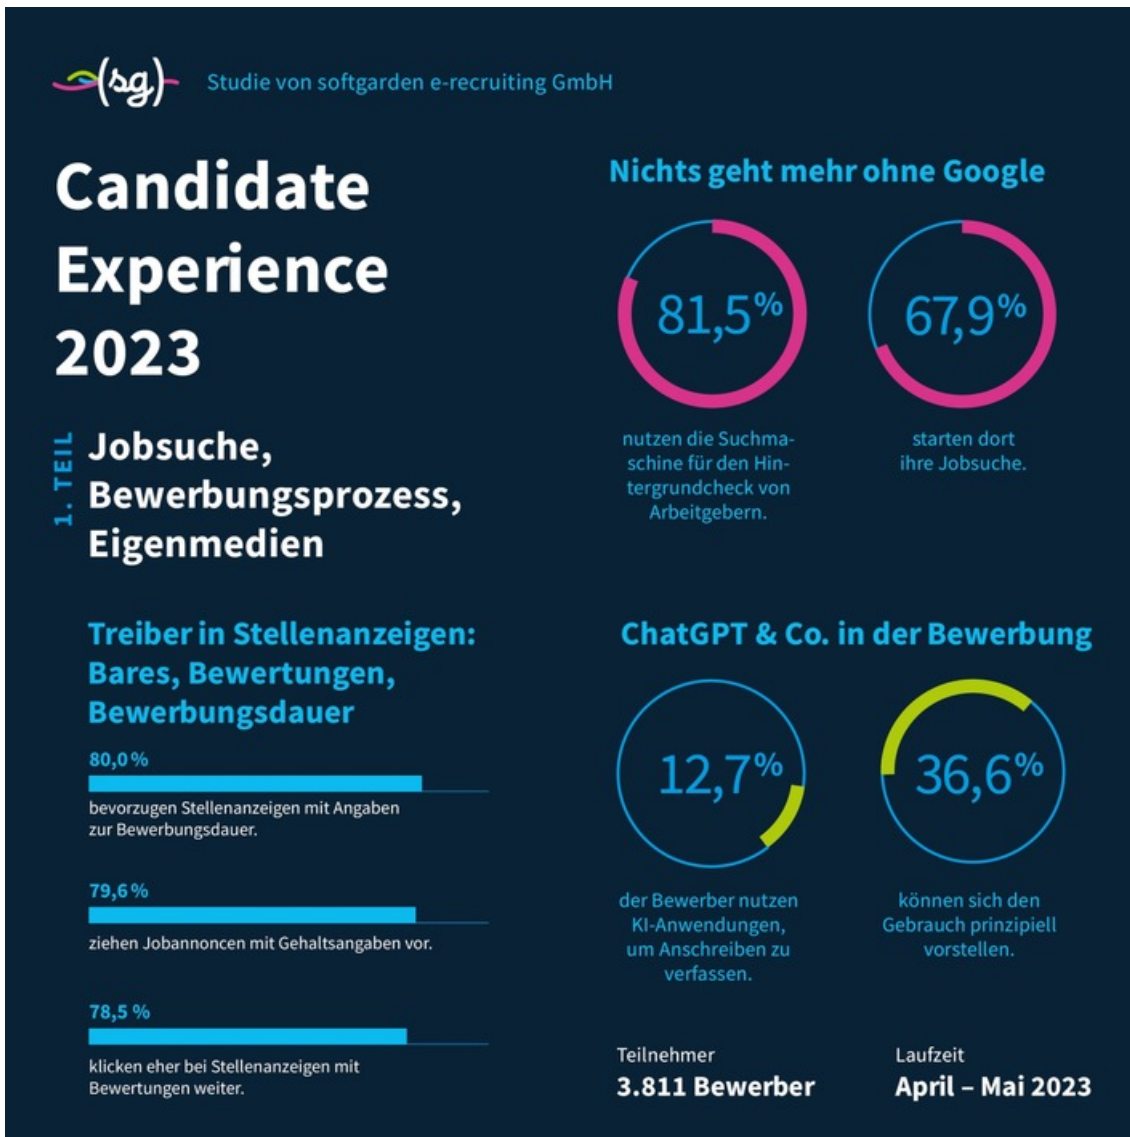 (sg)
Studie von softgarden e-recruiting GmbH
Candidate
Experience
2023
1. TEIL
Jobsuche,
Bewerbungsprozess,
Eigenmedien
Nichts geht mehr ohne Google
81,5%
nutzen die Suchma-
schine für den Hin-
tergrundcheck von
Arbeitgebern.
67,9%
starten dort
ihre Jobsuche.
Treiber in Stellenanzeigen:
Bares, Bewertungen,
Bewerbungsdauer
80,0 %
bevorzugen Stellenanzeigen mit Angaben
zur Bewerbungsdauer.
79,6 %
ziehen Jobannoncen mit Gehaltsangaben vor.
78,5 %
klicken eher bei Stellenanzeigen mit
Bewertungen weiter.
ChatGPT & Co. in der Bewerbung
12,7%
der Bewerber nutzen
KI-Anwendungen,
um Anschreiben zu
verfassen.
36,6%
können sich den
Gebrauch prinzipiell
vorstellen.
Teilnehmer
3.811 Bewerber
Laufzeit
April – Mai 2023